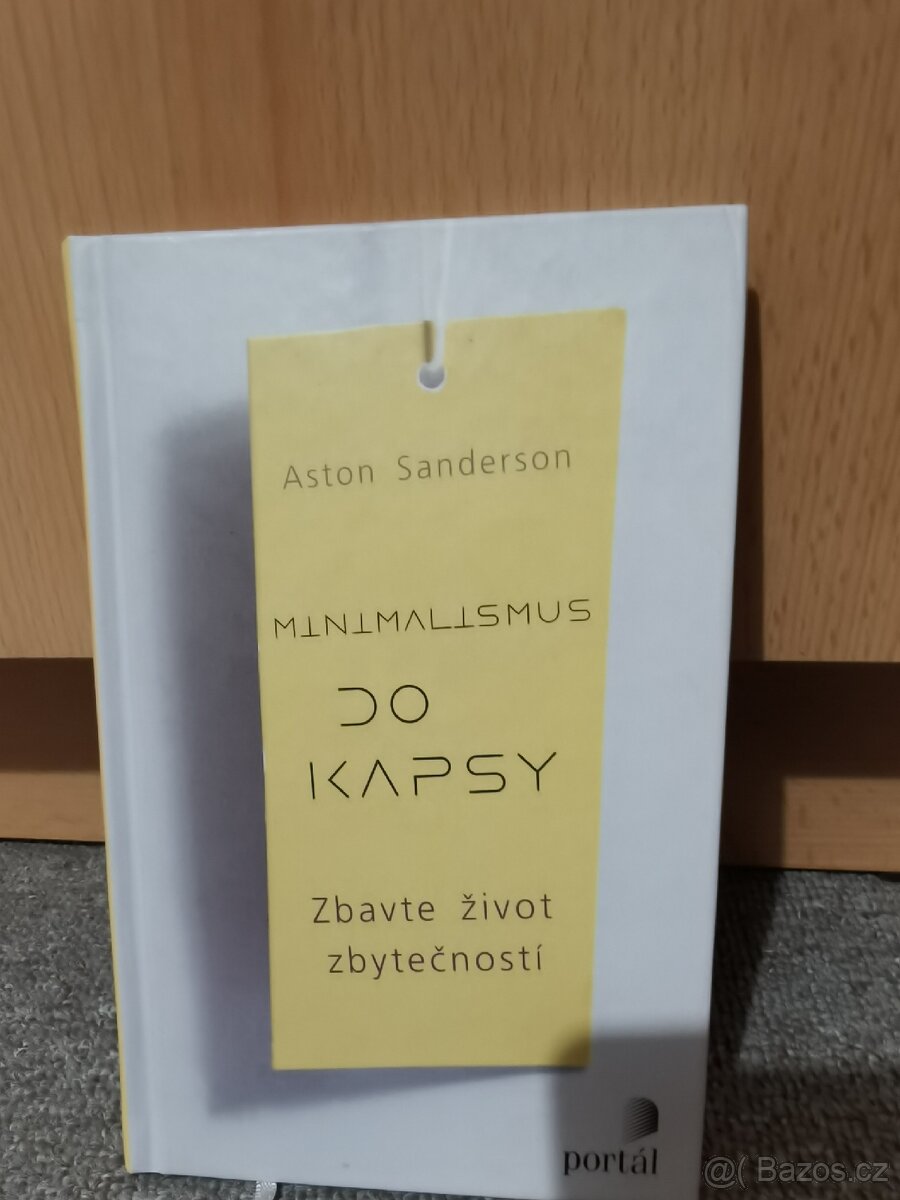 Aston Sanderson
MINIMALISMUS
DO
KAPSY
Zbavte život
zbytečností
portál
@( Bazos.cz